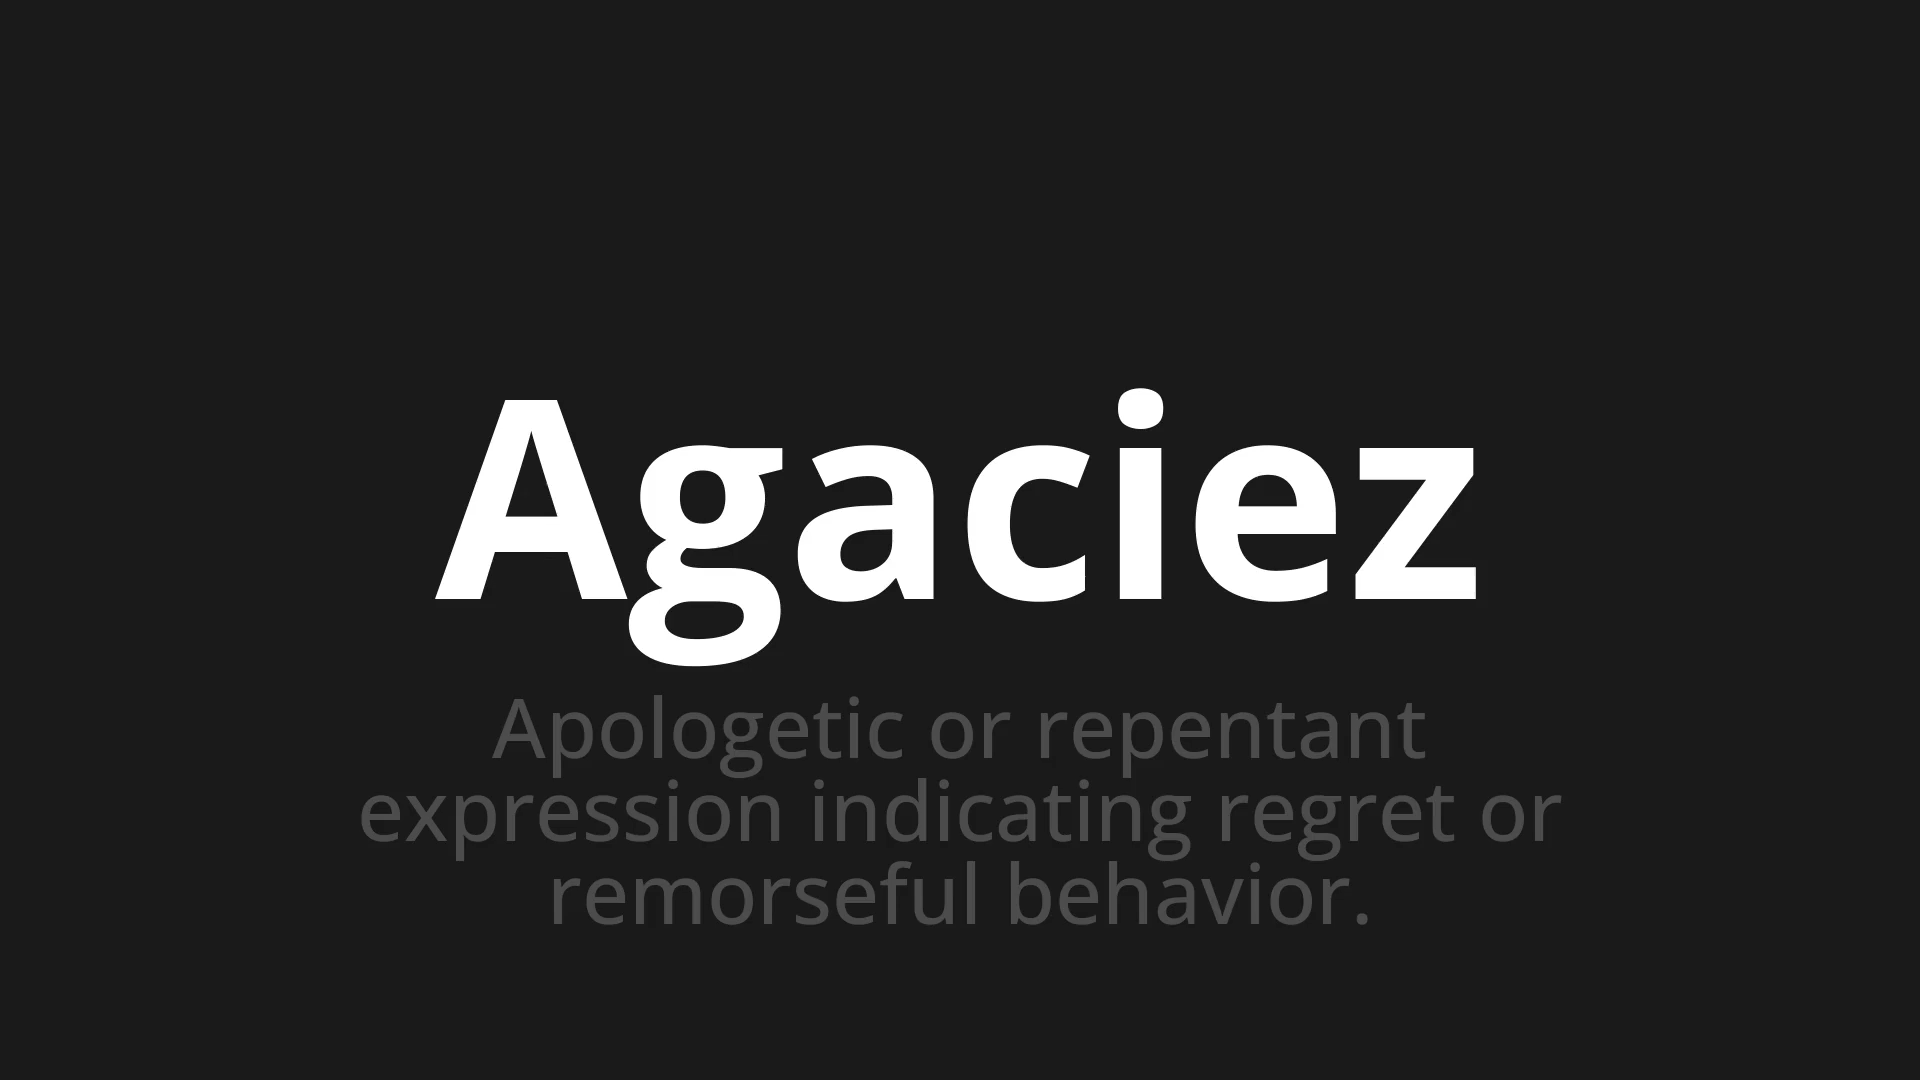 Agaciez
Apologetic or repentant
expression indicating regret or
remorseful behavior.